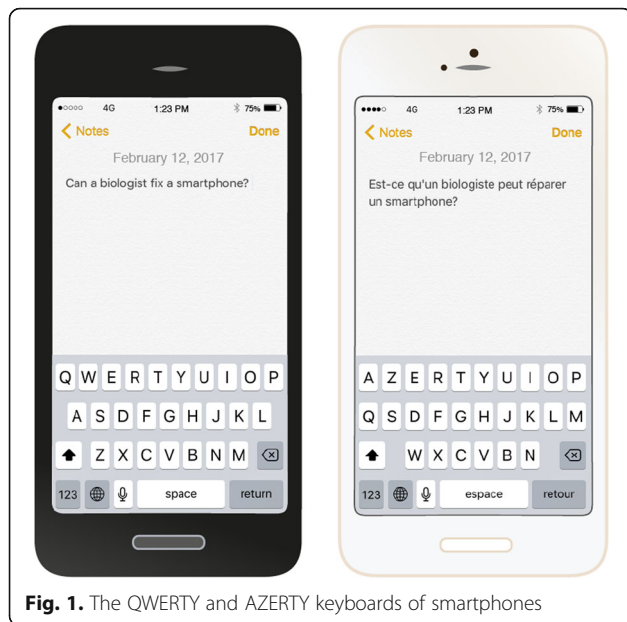 4G 1:23 PM 75%
Notes Done
February 12, 2017
Can a biologist fix a smartphone?
Q W E R T Y U I O P
A S D F G H J K L
Z X C V B N M
123 space return
4G 1:23 PM 75%
Notes Done
February 12, 2017
Est-ce qu'un biologiste peut réparer
un smartphone?
A Z E R T Y U I O P
Q S D F G H J K L M
W X C V B N
123 espace retour
Fig. 1. The QWERTY and AZERTY keyboards of smartphones